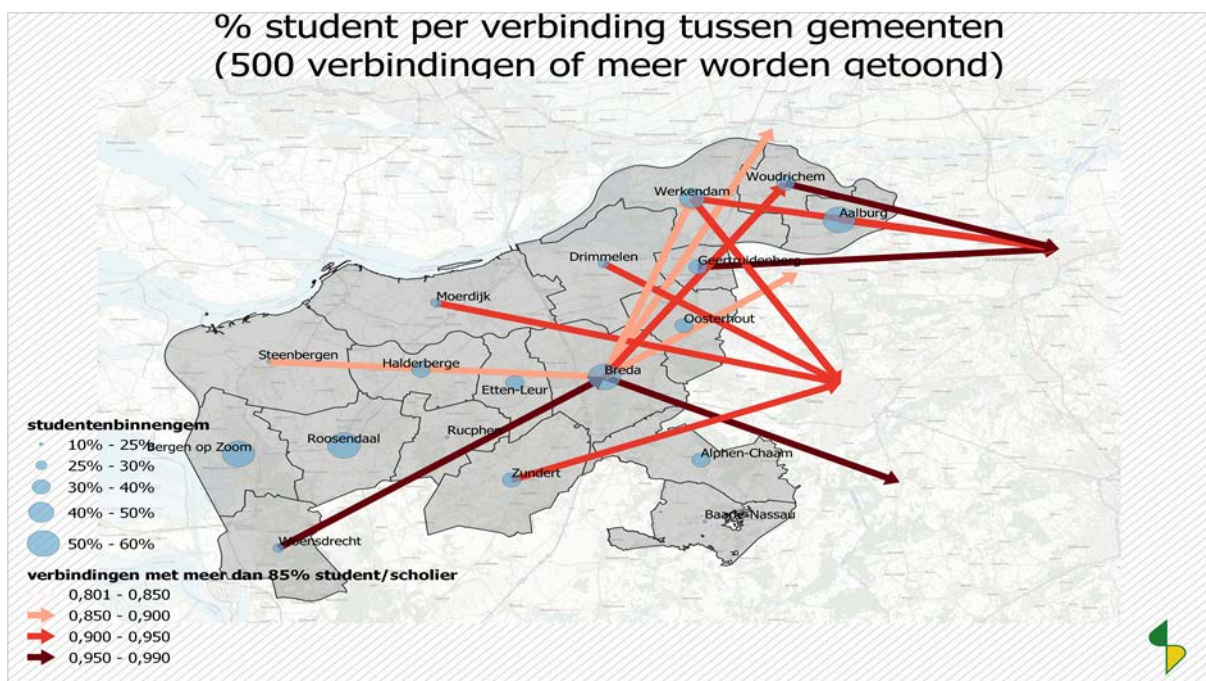 % student per verbinding tussen gemeenten
(500 verbindingen of meer worden getoond)
Woudrichem
Werkendam
Aalburg
Drimmelen
Geertruidenberg
Moerdijk
Oosterhout
Steenbergen
Halderberge
Breda
Etten-Leur
Rucphen
Roosendaal
Bergen op Zoom
Alphen-Chaam
Zundert
Baarle-Nassau
Woensdrecht
studentenbinnengem
10% - 25%
25% - 30%
30% - 40%
40% - 50%
50% - 60%
verbindingen met meer dan 85% student/scholier
0,801 - 0,850
0,850 - 0,900
0,900 - 0,950
0,950 - 0,990